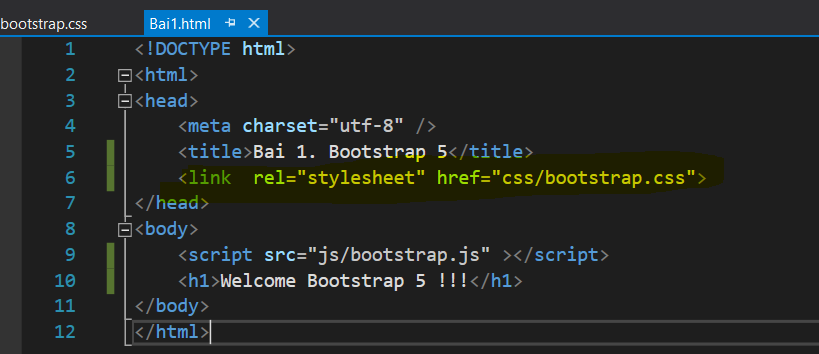 bootstrap.css Bai1.html
1 <!DOCTYPE html>
2 <html>
3 <head>
4 <meta charset="utf-8" />
5 <title>Bai 1. Bootstrap 5</title>
6 <link  rel="stylesheet" href="css/bootstrap.css">
7 </head>
8 <body>
9 <script src="js/bootstrap.js" ></script>
10 <h1>Welcome Bootstrap 5 !!!</h1>
11 </body>
12 </html>